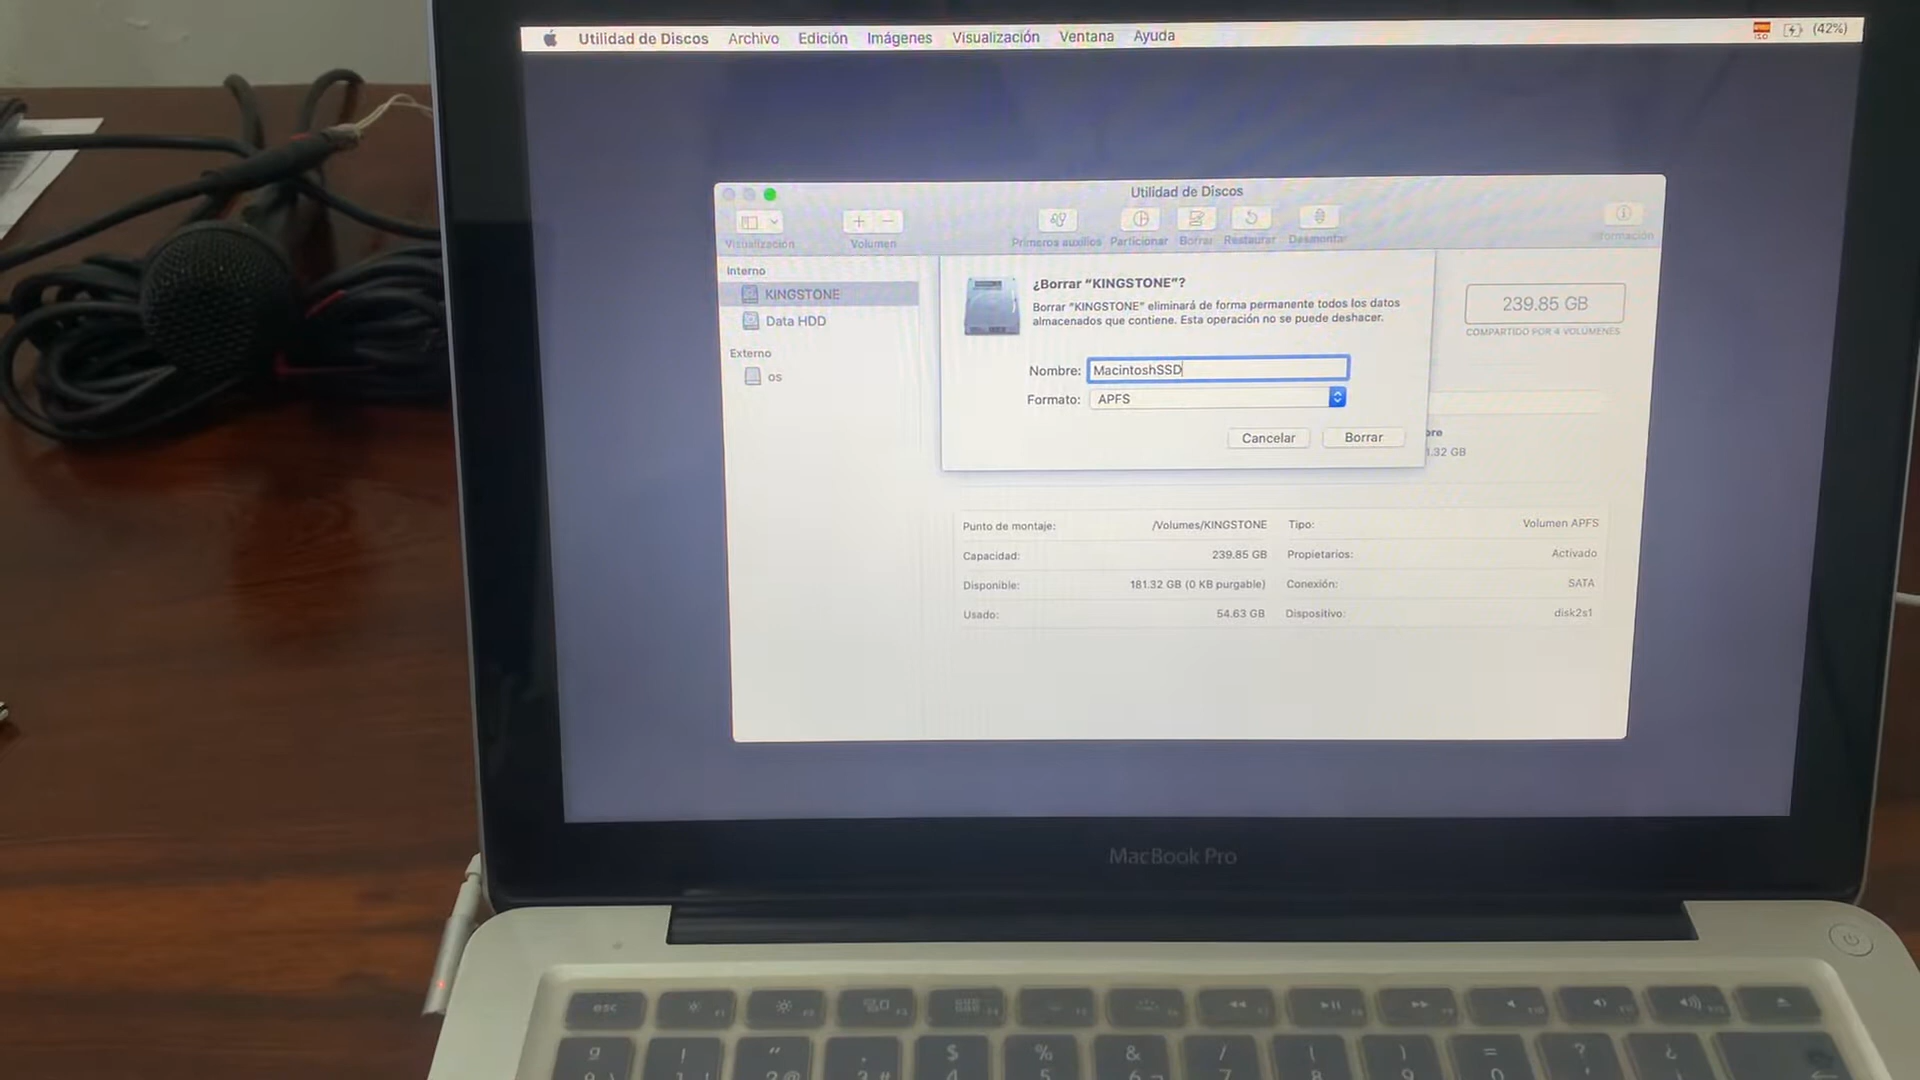 Utilidad de Discos Archivo Edición Imágenes Visualización Ventana Ayuda (42%)
Utilidad de Discos
Visualización Volumen Primeros auxilios Particionar Borrar Restaurar Desmontar
Interno
KINGSTONE
Data HDD
Externo
os
¿Borrar “KINGSTONE”?
Borrar “KINGSTONE” eliminará de forma permanente todos los datos
almacenados que contiene. Esta operación no se puede deshacer.
Nombre: MacintoshSSD
Formato: APFS
Cancelar Borrar
239.85 GB
COMPARTIDO POR 4 VOLÚMENES
1.32 GB
Punto de montaje: /Volumes/KINGSTONE Tipo: Volumen APFS
Capacidad: 239.85 GB Propietarios: Activado
Disponible: 181.32 GB (0 KB purgable) Conexión: SATA
Usado: 54.63 GB Dispositivo: disk2s1
MacBook Pro
esc